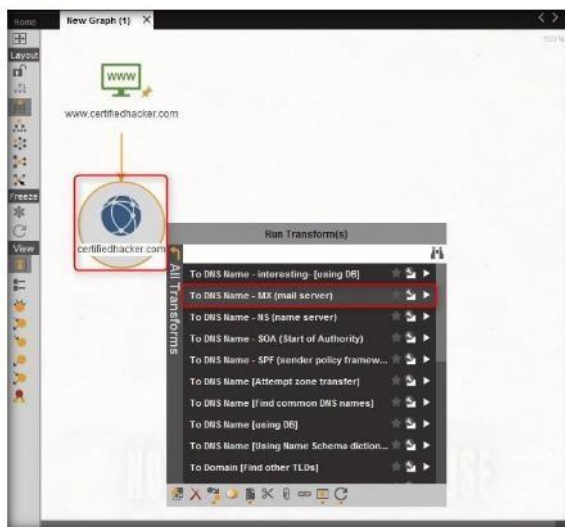 Home
New Graph (1)
Layout
Freeze
View
www
www.certifiedhacker.com
certifiedhacker.com
Run Transform(s)
All Transforms
To DNS Name - interesting- [using DB]
To DNS Name - MX (mail server)
To DNS Name - NS (name server)
To DNS Name - SOA (Start of Authority)
To DNS Name - SPF (sender policy framew...
To DNS Name [Attempt zone transfer]
To DNS Name [Find common DNS names]
To DNS Name [using DB]
To DNS Name [Using Name Schema diction...
To Domain [Find other TLDs]